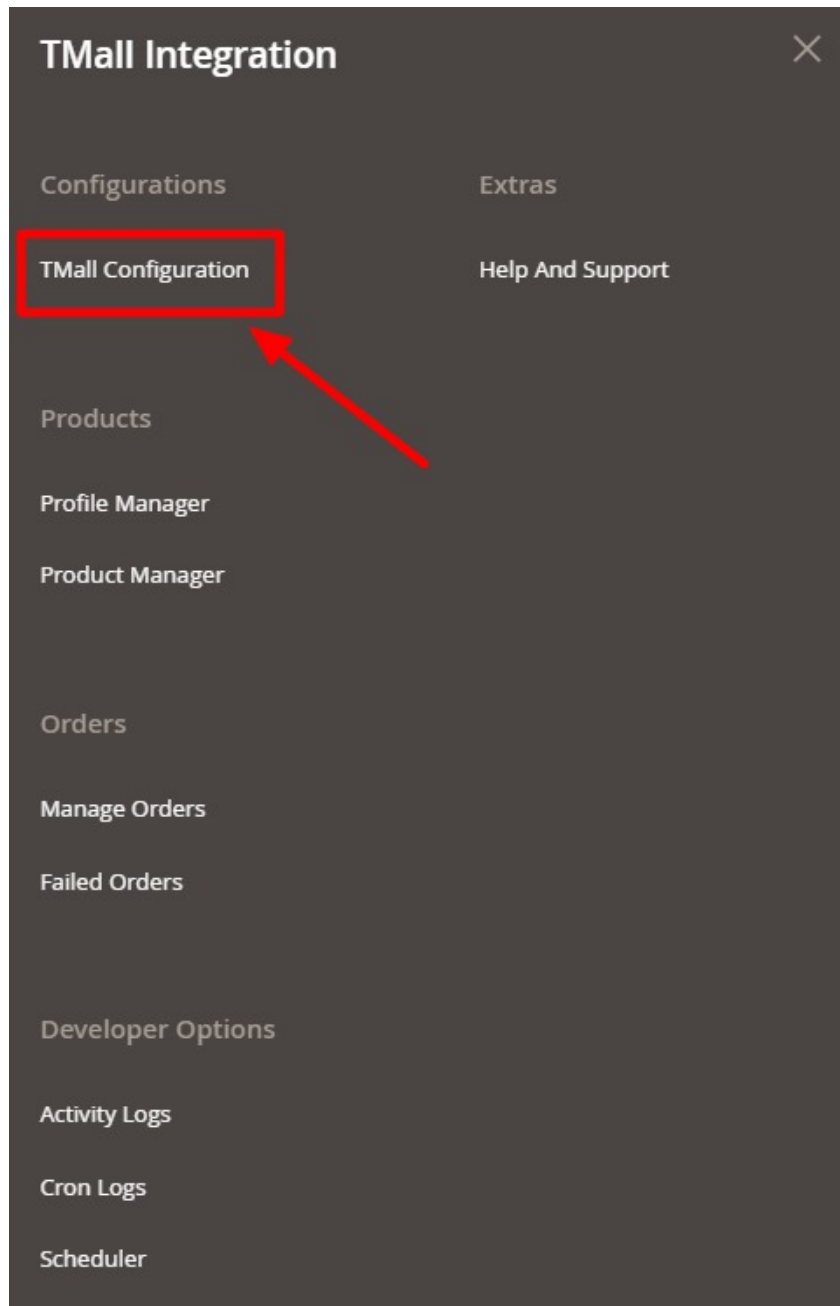 TMall Integration
Configurations
TMall Configuration
Extras
Help And Support
Products
Profile Manager
Product Manager
Orders
Manage Orders
Failed Orders
Developer Options
Activity Logs
Cron Logs
Scheduler